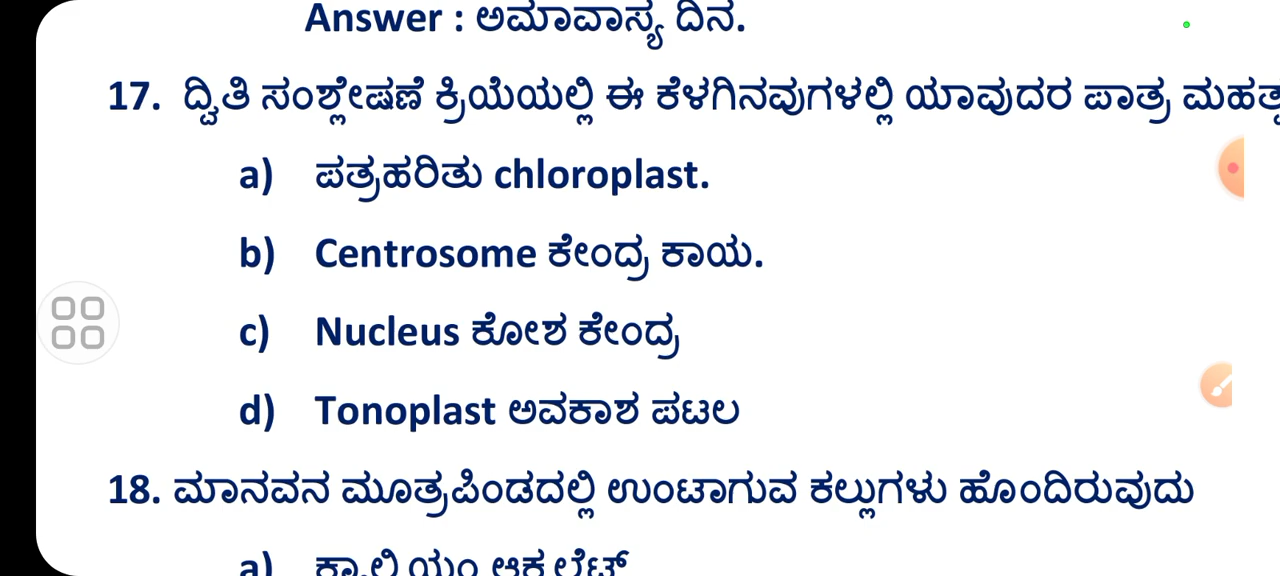 Answer : ಅಮಾವಾಸ್ಯ ದಿನ.
17. ದ್ವಿತಿ ಸಂಶ್ಲೇಷಣೆ ಕ್ರಿಯೆಯಲ್ಲಿ ಈ ಕೆಳಗಿನವುಗಳಲ್ಲಿ ಯಾವುದರ ಪಾತ್ರ
a) ಪತ್ರಹರಿತು chloroplast.
b) Centrosome ಕೇಂದ್ರ ಕಾಯ.
c) Nucleus ಕೋಶ ಕೇಂದ್ರ
d) Tonoplast ಅವಕಾಶ ಪಟಲ
18. ಮಾನವನ ಮೂತ್ರಪಿಂಡದಲ್ಲಿ ಉಂಟಾಗುವ ಕಲ್ಲುಗಳು ಹೊಂದಿರುವುದು
a)